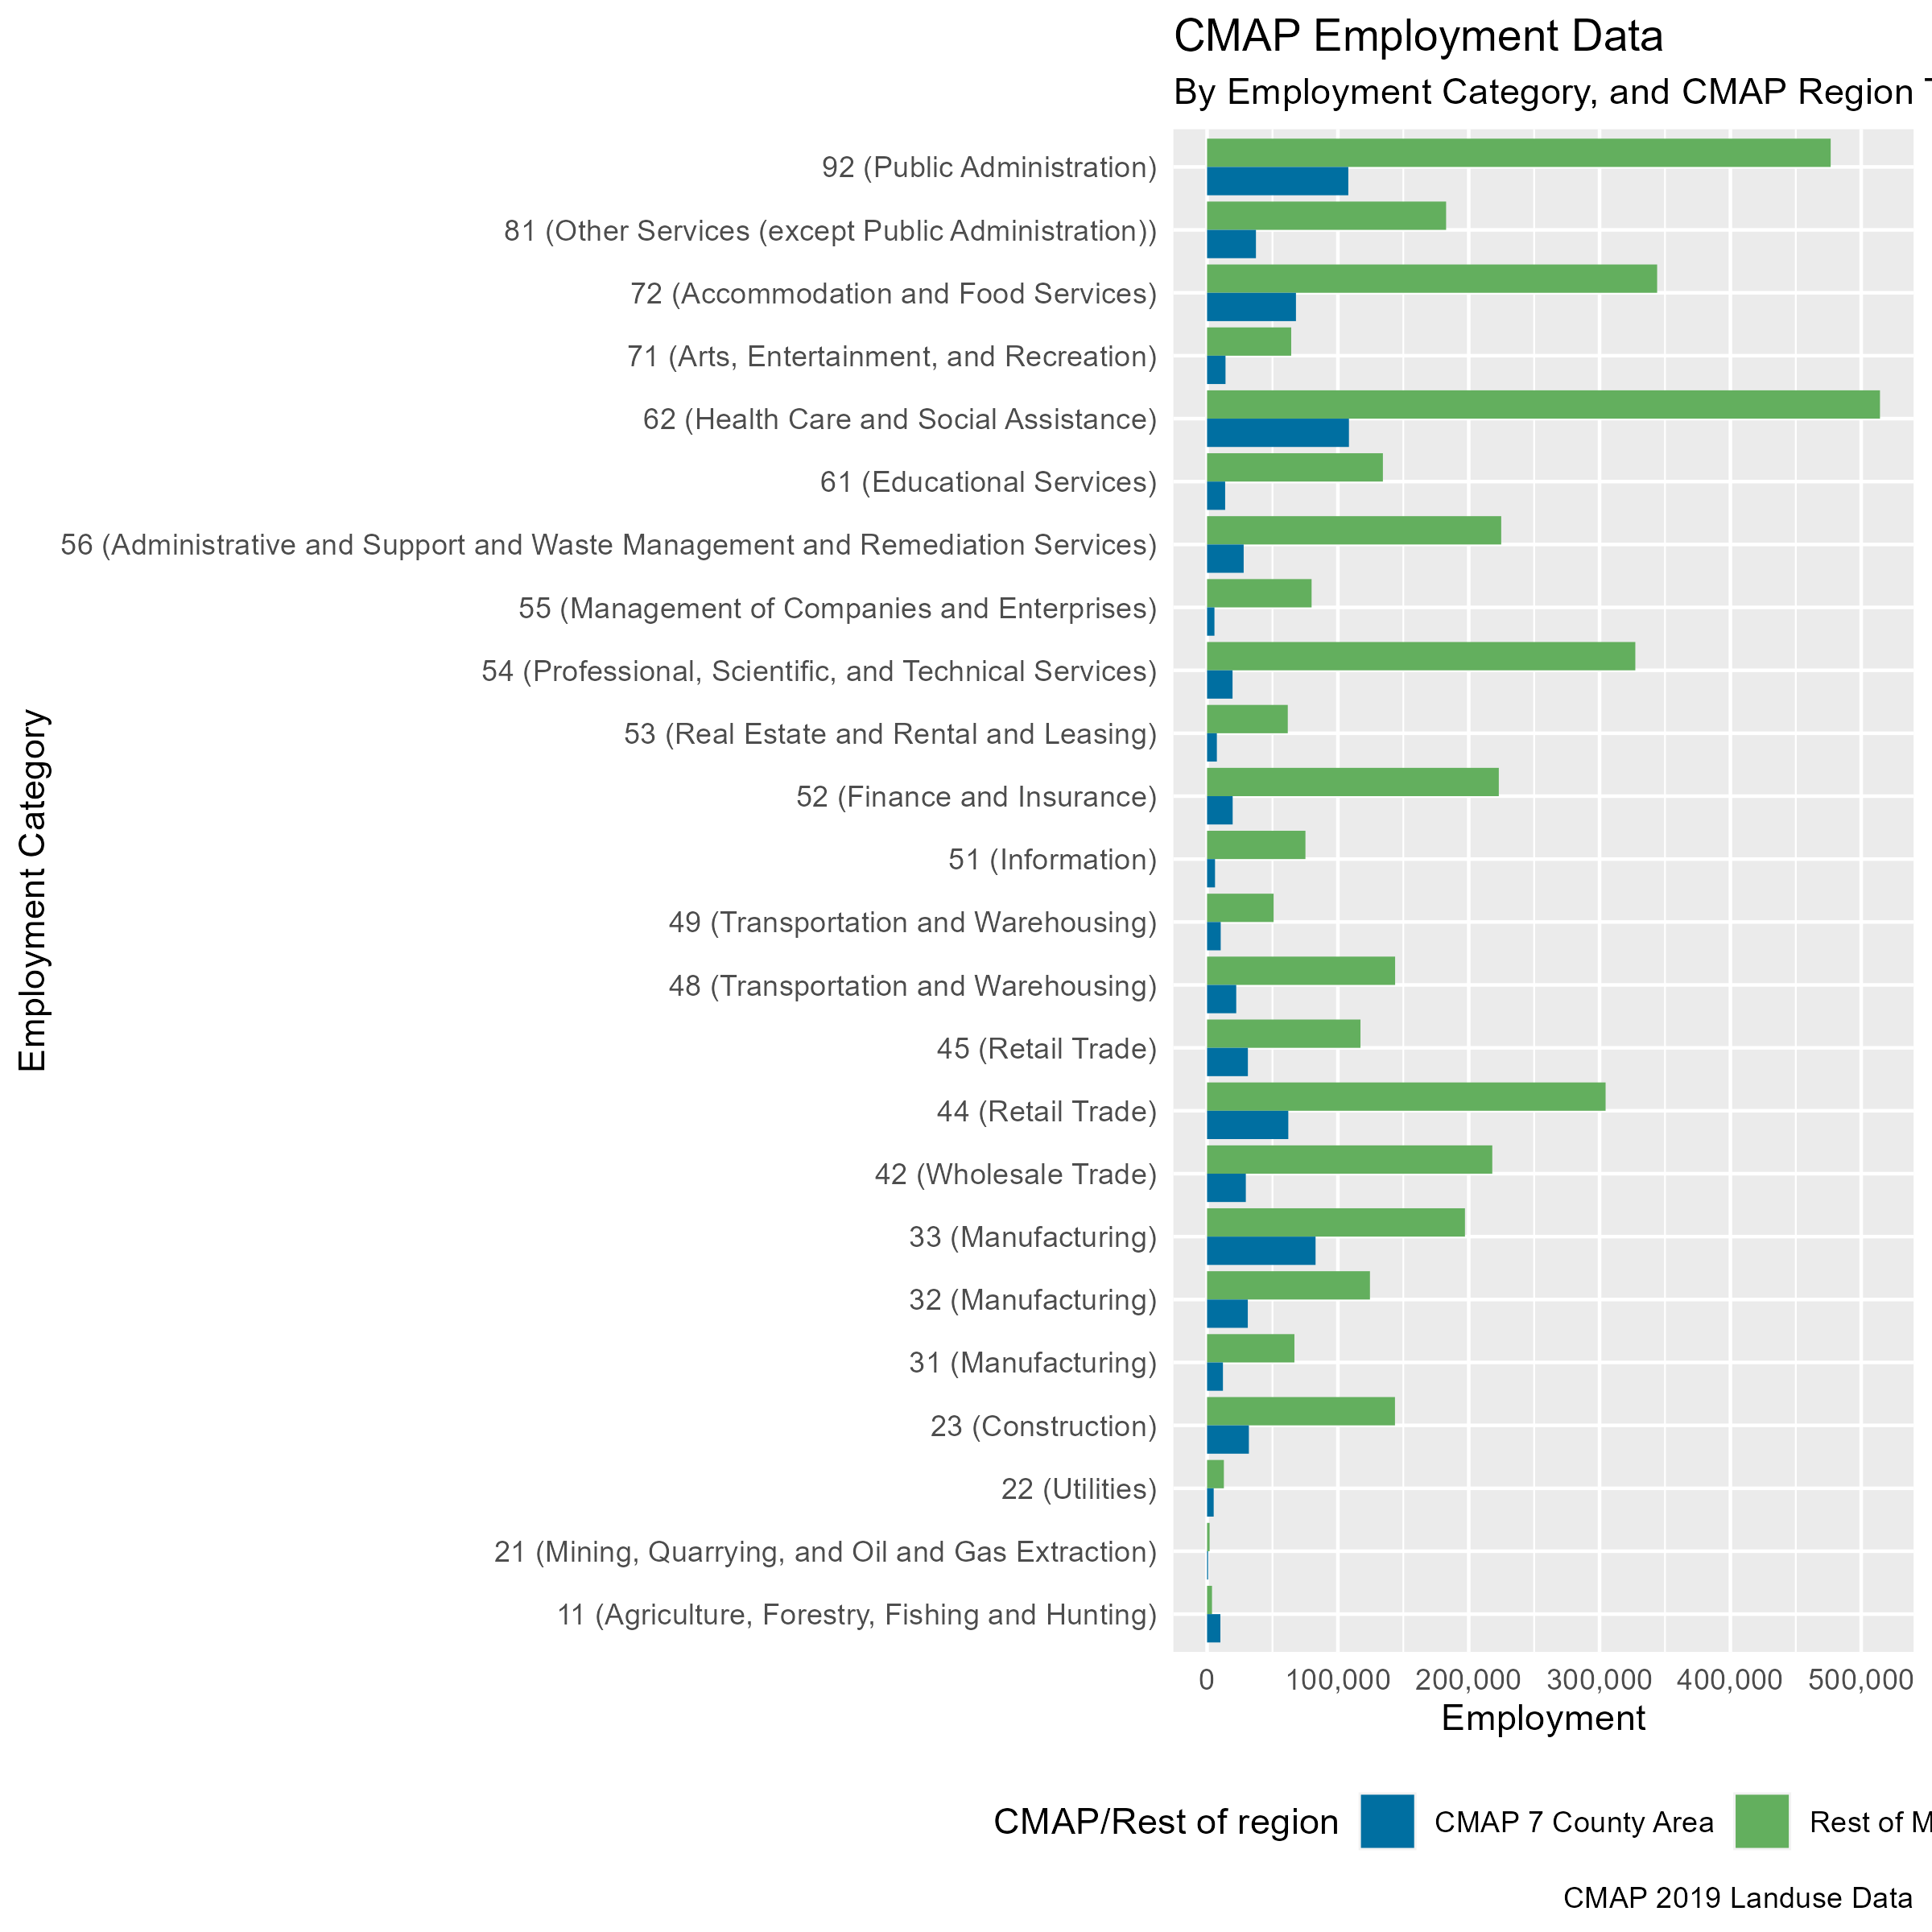 CMAP Employment Data
By Employment Category, and CMAP Region
92 (Public Administration)
81 (Other Services (except Public Administration))
72 (Accommodation and Food Services)
71 (Arts, Entertainment, and Recreation)
62 (Health Care and Social Assistance)
61 (Educational Services)
56 (Administrative and Support and Waste Management and Remediation Services)
55 (Management of Companies and Enterprises)
54 (Professional, Scientific, and Technical Services)
53 (Real Estate and Rental and Leasing)
52 (Finance and Insurance)
51 (Information)
49 (Transportation and Warehousing)
48 (Transportation and Warehousing)
45 (Retail Trade)
44 (Retail Trade)
42 (Wholesale Trade)
33 (Manufacturing)
32 (Manufacturing)
31 (Manufacturing)
23 (Construction)
22 (Utilities)
21 (Mining, Quarrying, and Oil and Gas Extraction)
11 (Agriculture, Forestry, Fishing and Hunting)
Employment Category
0 100,000 200,000 300,000 400,000 500,000
Employment
CMAP/Rest of region CMAP 7 County Area Rest of
CMAP 2019 Landuse Data